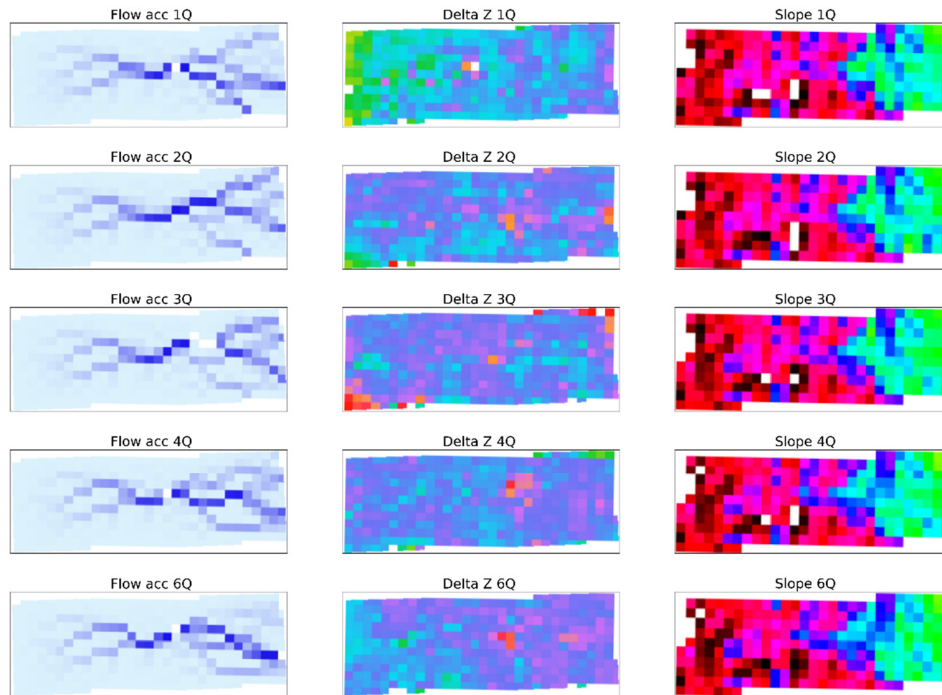 Flow acc 1Q
Delta Z 1Q
Slope 1Q
Flow acc 2Q
Delta Z 2Q
Slope 2Q
Flow acc 3Q
Delta Z 3Q
Slope 3Q
Flow acc 4Q
Delta Z 4Q
Slope 4Q
Flow acc 6Q
Delta Z 6Q
Slope 6Q